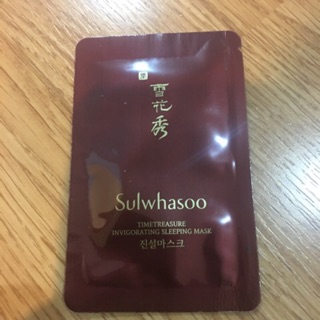 雪
花
秀
Sulwhasoo
TIMETREASURE
INVIGORATING SLEEPING MASK
진설마스크